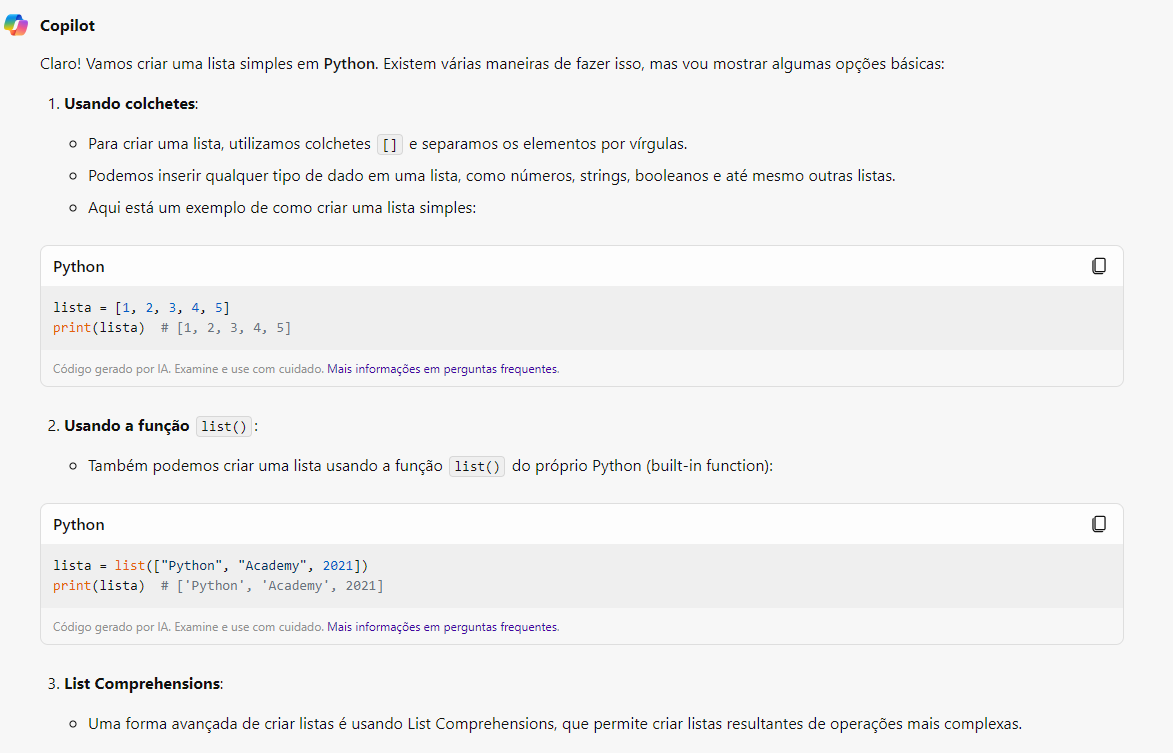 Copilot
Claro! Vamos criar uma lista simples em Python. Existem várias maneiras de fazer isso, mas vou mostrar algumas opções básicas:
1. Usando colchetes:
Para criar uma lista, utilizamos colchetes [] e separamos os elementos por vírgulas.
Podemos inserir qualquer tipo de dado em uma lista, como números, strings, booleanos e até mesmo outras listas.
Aqui está um exemplo de como criar uma lista simples:
Python
lista = [1, 2, 3, 4, 5]
print(lista)  # [1, 2, 3, 4, 5]
Código gerado por IA. Examine e use com cuidado. Mais informações em perguntas frequentes.
2. Usando a função list():
Também podemos criar uma lista usando a função list() do próprio Python (built-in function):
Python
lista = list(["Python", "Academy", 2021])
print(lista)  # ['Python', 'Academy', 2021]
Código gerado por IA. Examine e use com cuidado. Mais informações em perguntas frequentes.
3. List Comprehensions:
Uma forma avançada de criar listas é usando List Comprehensions, que permite criar listas resultantes de operações mais complexas.